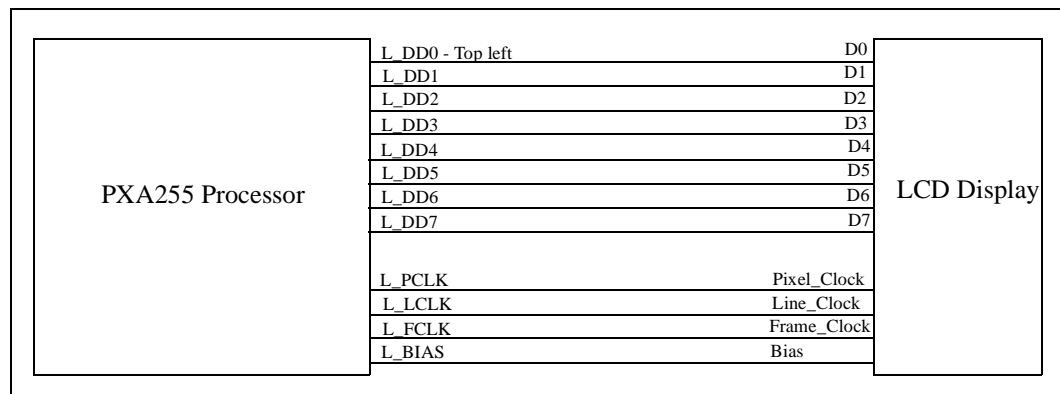 L_DD0 - Top left D0
L_DD1 D1
L_DD2 D2
L_DD3 D3
L_DD4 D4
L_DD5 D5
PXA255 Processor LCD Display
L_DD6 D6
L_DD7 D7
L_PCLK Pixel_Clock
L_LCLK Line_Clock
L_FCLK Frame_Clock
L_BIAS Bias